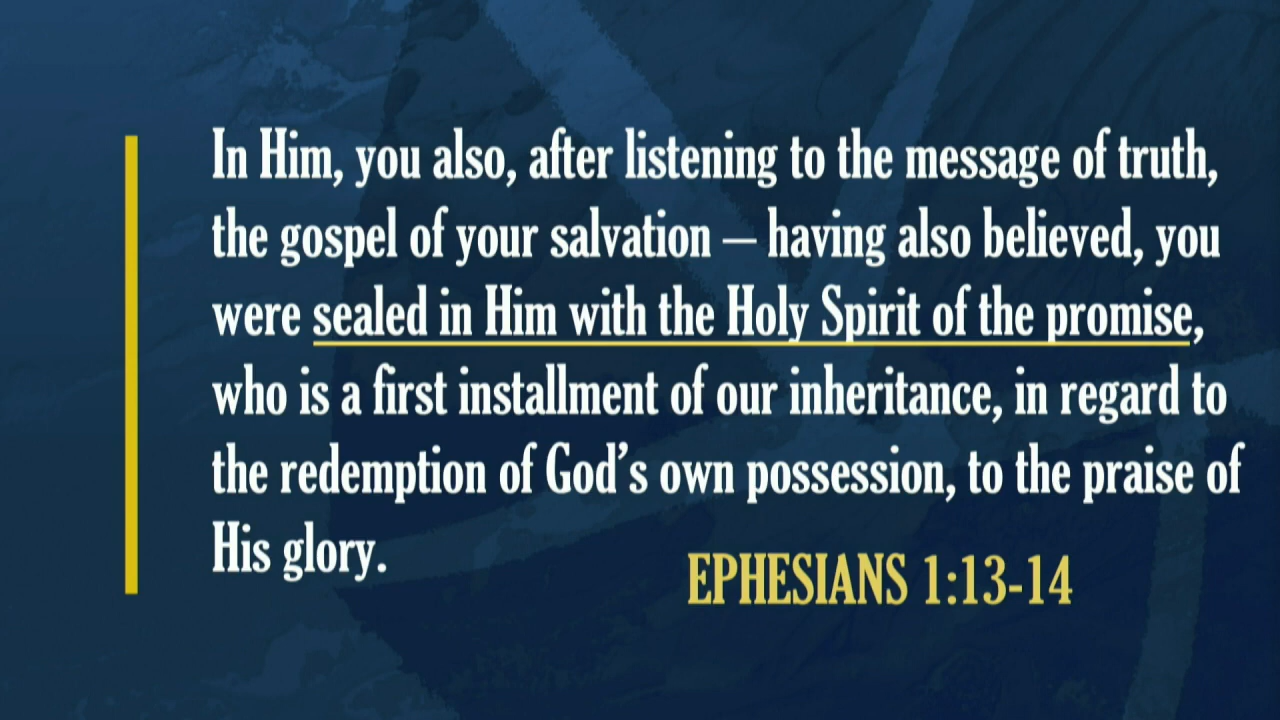 In Him, you also, after listening to the message of truth,
the gospel of your salvation – having also believed, you
were sealed in Him with the Holy Spirit of the promise,
who is a first installment of our inheritance, in regard to
the redemption of God’s own possession, to the praise of
His glory.
EPHESIANS 1:13-14